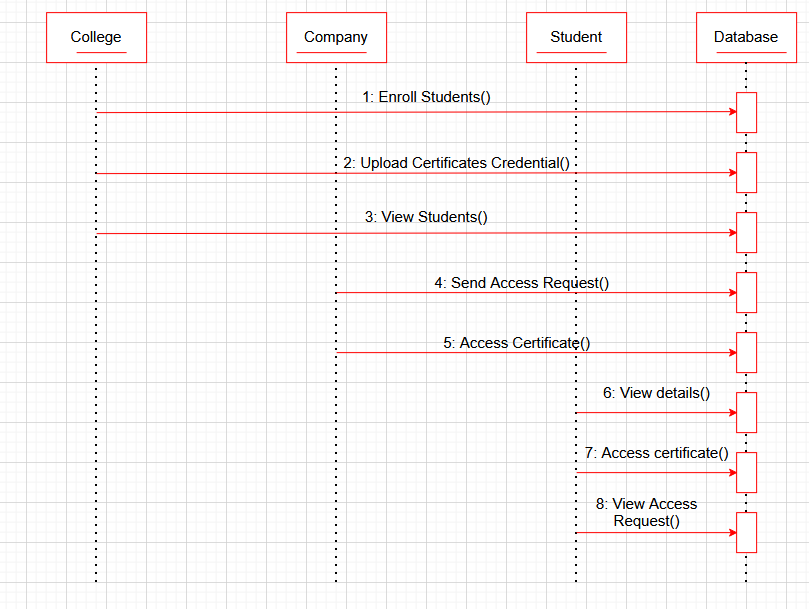 College
Company
Student
Database
1: Enroll Students()
2: Upload Certificates Credential()
3: View Students()
4: Send Access Request()
5: Access Certificate()
6: View details()
7: Access certificate()
8: View Access
Request()